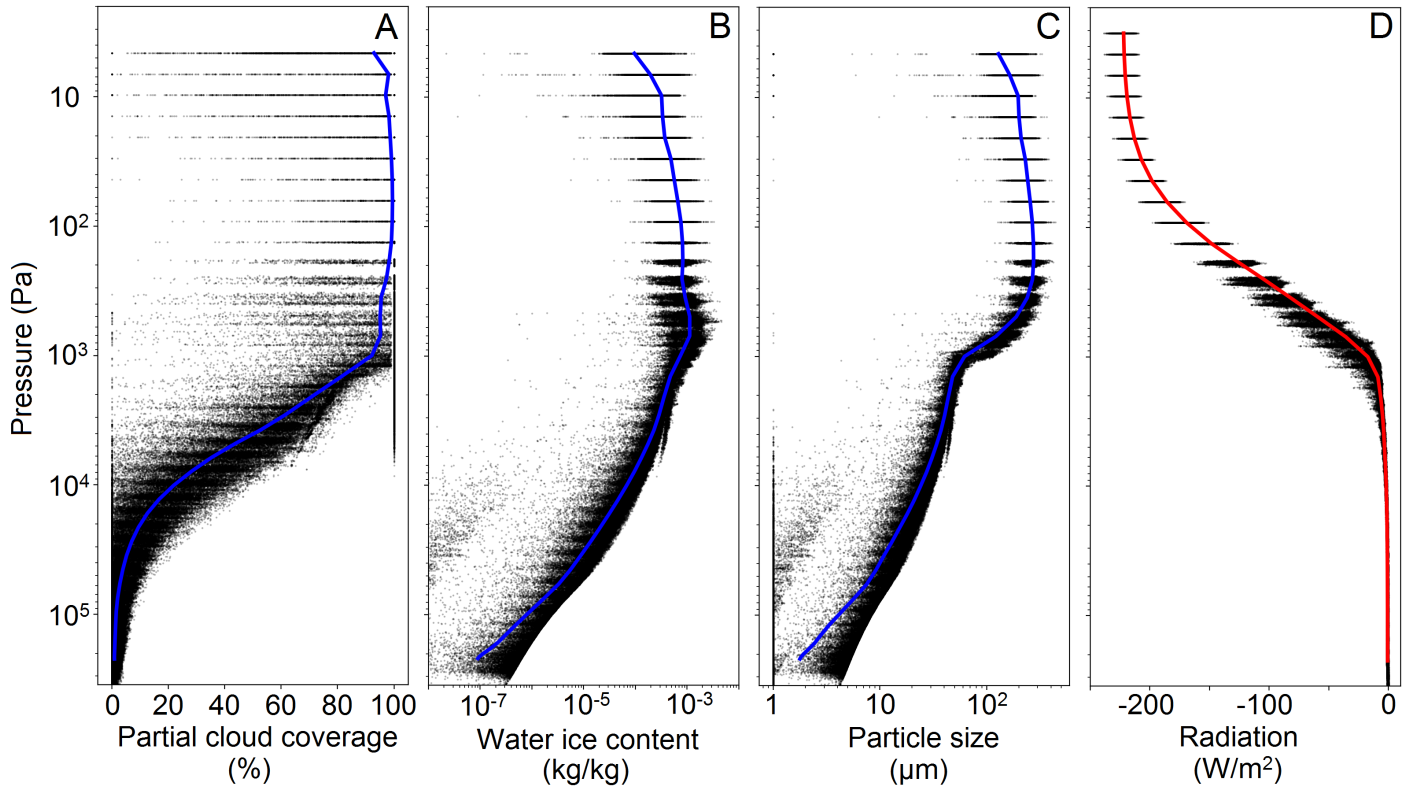 A
B
C
D
Pressure (Pa)
10
10²
10³
10⁴
10⁵
0 20 40 60 80 100
Partial cloud coverage
(%)
10⁻⁷ 10⁻⁵ 10⁻³
Water ice content
(kg/kg)
1 10 10²
Particle size
(µm)
-200 -100 0
Radiation
(W/m²)